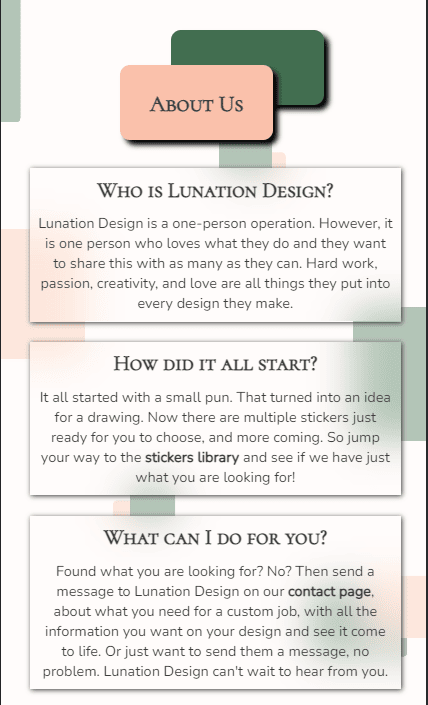 About Us
Who is Lunation Design?
Lunation Design is a one-person operation. However, it
is one person who loves what they do and they want
to share this with as many as they can. Hard work,
passion, creativity, and love are all things they put into
every design they make.
How did it all start?
It all started with a small pun. That turned into an idea
for a drawing. Now there are multiple stickers just
ready for you to choose, and more coming. So jump
your way to the stickers library and see if we have just
what you are looking for!
What can I do for you?
Found what you are looking for? No? Then send a
message to Lunation Design on our contact page,
about what you need for a custom job, with all the
information you want on your design and see it come
to life. Or just want to send them a message, no
problem. Lunation Design can't wait to hear from you.